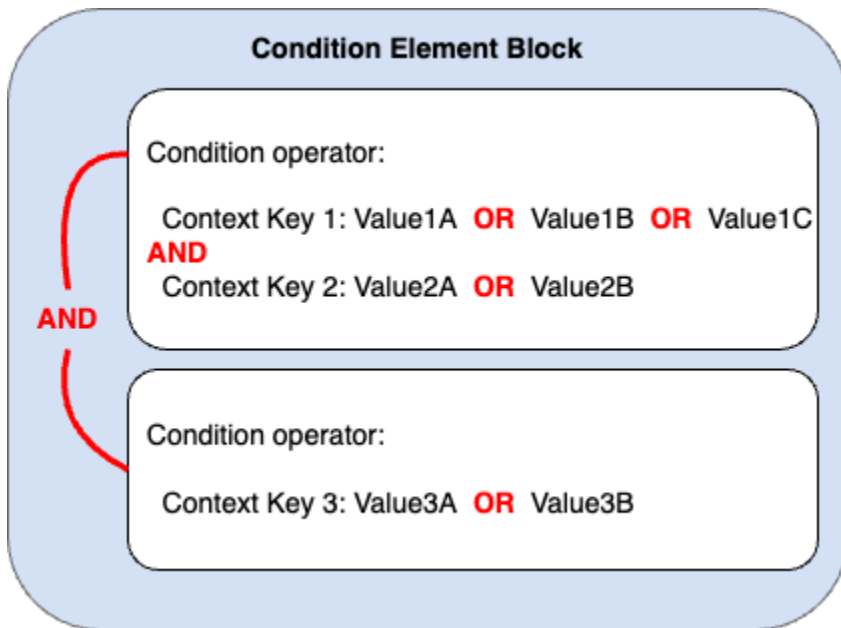 Condition Element Block
Condition operator:
Context Key 1: Value1A OR Value1B OR Value1C
AND
Context Key 2: Value2A OR Value2B
AND
Condition operator:
Context Key 3: Value3A OR Value3B